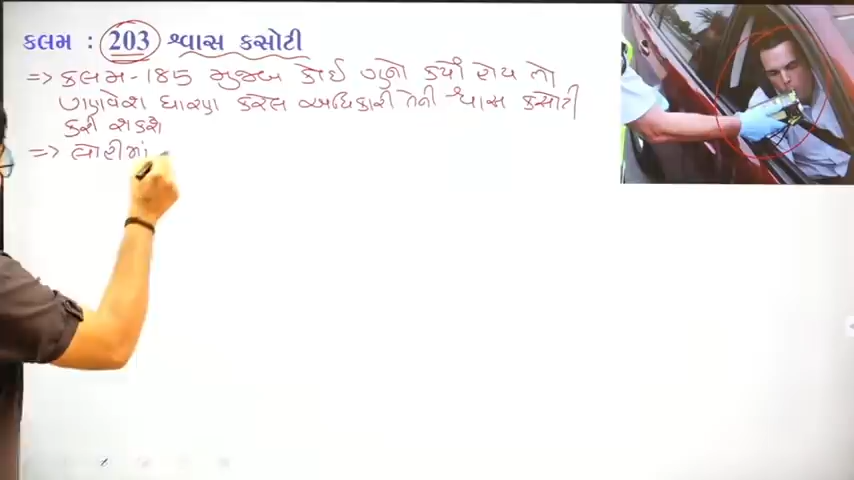 કલમ : 203 શ્વાસ કસોટી
=> કલમ - 185 મુજબ કોઈ ગુનો કર્યો હોય તો
ગણવેશ ધારણ કરેલ અધિકારી તેની શ્વાસ કસોટી
કરી શકશે
=> લોહીમાં